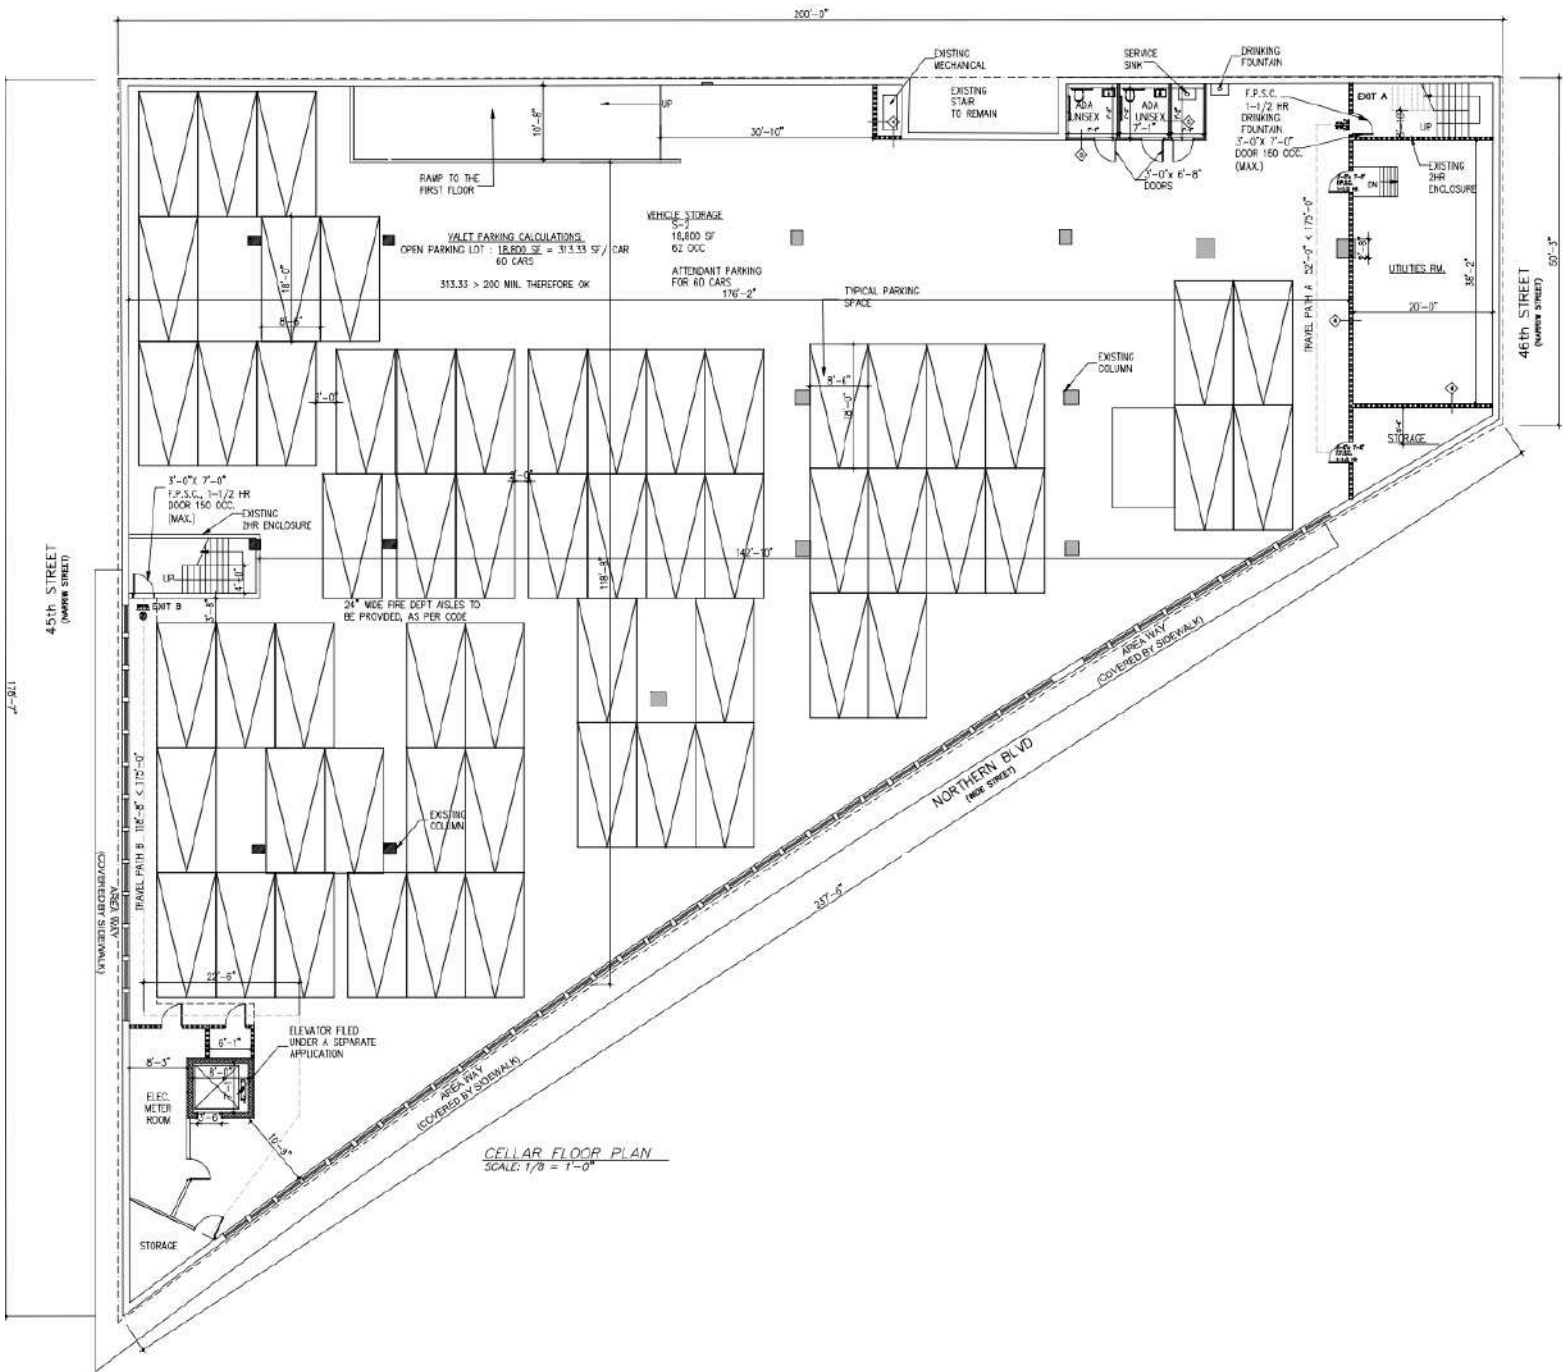 200'-0"
EXISTING
MECHANICAL
SERVICE
SINK
DRINKING
FOUNTAIN
EXISTING
STAIR
TO REMAIN
ADA
UNISEX
ADA
UNISEX
7'-1"
F.P.S.C.
1-1/2 HR
DRINKING
FOUNTAIN
3'-0"X 7'-0"
DOOR 150 OCC.
(MAX.)
EXIT A
UP
EXISTING
2HR
ENCLOSURE
UP
10'-8"
30'-10"
RAMP TO THE
FIRST FLOOR
3'-0"x 6'-8"
DOORS
DN
VALET PARKING CALCULATIONS
OPEN PARKING LOT : 18,800 SF = 313.33 SF/ CAR
60 CARS
313.33 > 200 MIN. THEREFORE OK
VEHICLE STORAGE
S-2
18,800 SF
62 OCC
ATTENDANT PARKING
FOR 60 CARS
176'-2"
18'-0"
8'-6"
TYPICAL PARKING
SPACE
TRAVEL PATH A 52'-0" < 175'-0"
UTILITIES RM.
38'-2"
20'-0"
50'-3"
46th STREET
(NARROW STREET)
8'-6"
18'-0"
EXISTING
COLUMN
STORAGE
3'-0"X 7'-0"
F.P.S.C., 1-1/2 HR
DOOR 150 OCC.
(MAX.)
EXISTING
2HR ENCLOSURE
142'-10"
118'-8"
UP
4'-0"
3'-8"
EXIT B
24" WIDE FIRE DEPT AISLES TO
BE PROVIDED, AS PER CODE
45th STREET
(NARROW STREET)
178'-7"
AREA WAY
(COVERED BY SIDEWALK)
NORTHERN BLVD
(WIDE STREET)
237'-6"
TRAVEL PATH B 118'-8" < 175'-0"
EXISTING
COLUMN
AREA WAY
(COVERED BY SIDEWALK)
22'-6"
ELEVATOR FILED
UNDER A SEPARATE
APPLICATION
6'-1"
8'-3"
8'-0"
3'-6"
ELEC.
METER
ROOM
10'-9"
AREA WAY
(COVERED BY SIDEWALK)
CELLAR FLOOR PLAN
SCALE: 1/8 = 1'-0"
STORAGE